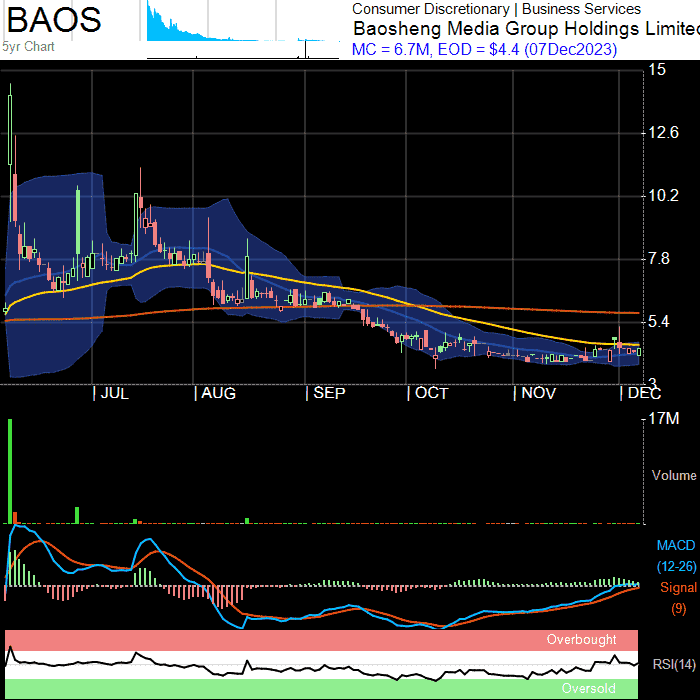 BAOS
5yr Chart
Consumer Discretionary | Business Services
Baosheng Media Group Holdings Limited
MC = 6.7M, EOD = $4.4 (07Dec2023)
15
12.6
10.2
7.8
5.4
3
JUL
AUG
SEP
OCT
NOV
DEC
17M
Volume
MACD
(12-26)
Signal
(9)
Overbought
RSI(14)
Oversold